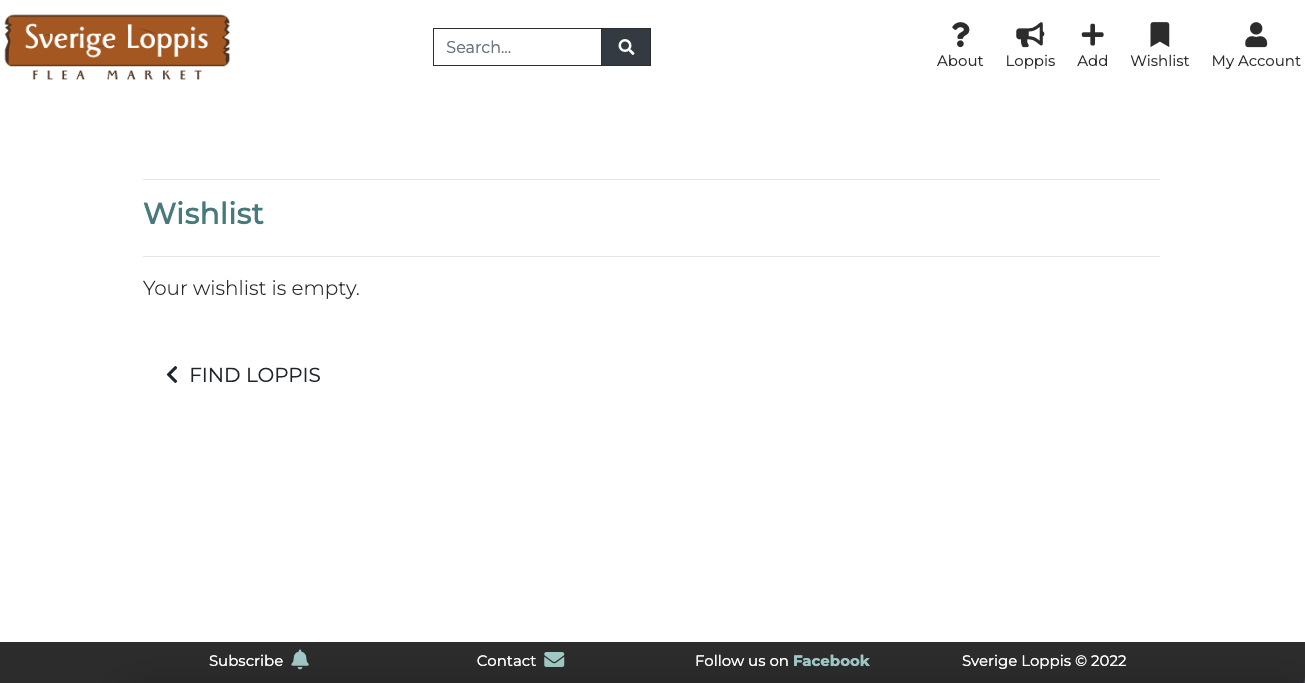 Sverige Loppis
FLEA MARKET
Search...
About
Loppis
Add
Wishlist
My Account
Wishlist
Your wishlist is empty.
FIND LOPPIS
Subscribe
Contact
Follow us on Facebook
Sverige Loppis © 2022